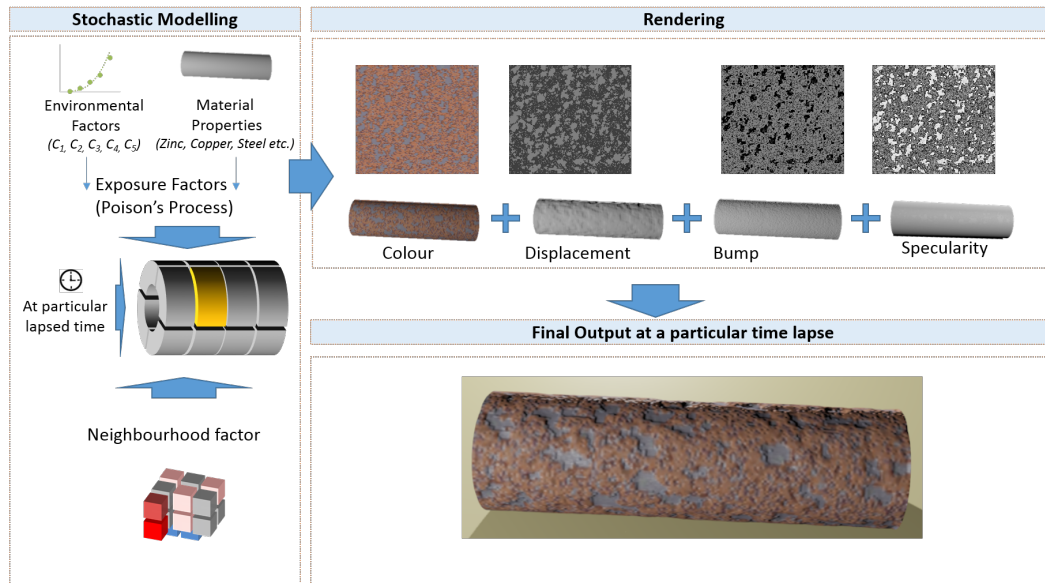 Stochastic Modelling
Environmental
Factors
(C1, C2, C3, C4, C5)
Material
Properties
(Zinc, Copper, Steel etc.)
Exposure Factors
(Poison's Process)
At particular
lapsed time
Neighbourhood factor
Rendering
Colour
Displacement
Bump
Specularity
Final Output at a particular time lapse